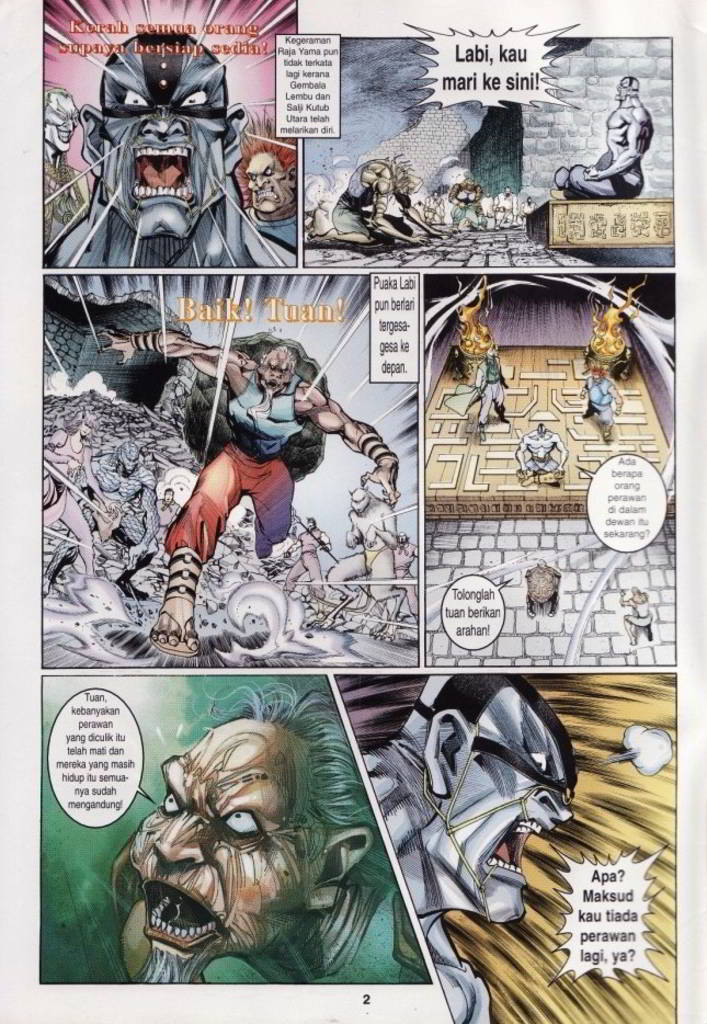 Kerah semua orang
supaya bersiap sedia!
Kegeraman
Raja Yama pun
tidak terkata
lagi kerana
Gembala
Lembu dan
Salji Kutub
Utara telah
melarikan diri.
Labi, kau
mari ke sini!
Baik! Tuan!
Puaka Labi
pun berlari
tergesa-
gesa ke
depan.
Ada
berapa
orang
perawan
di dalam
dewan itu
sekarang?
Tolonglah
tuan berikan
arahan!
Tuan,
kebanyakan
perawan
yang diculik itu
telah mati dan
mereka yang masih
hidup itu semua-
nya sudah
mengandung!
Apa?
Maksud
kau tiada
perawan
lagi, ya?
2